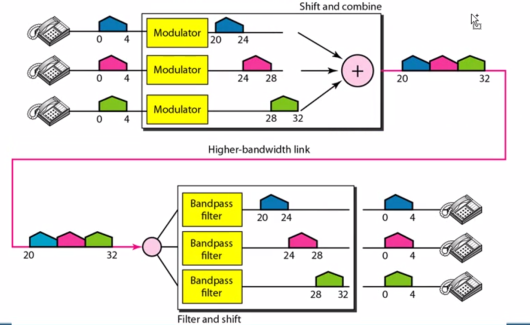 Shift and combine
0 4 Modulator 20 24
0 4 Modulator 24 28
0 4 Modulator 28 32
+
20 32
Higher-bandwidth link
20 32
Bandpass
filter
20 24 0 4
Bandpass
filter
24 28 0 4
Bandpass
filter
28 32 0 4
Filter and shift